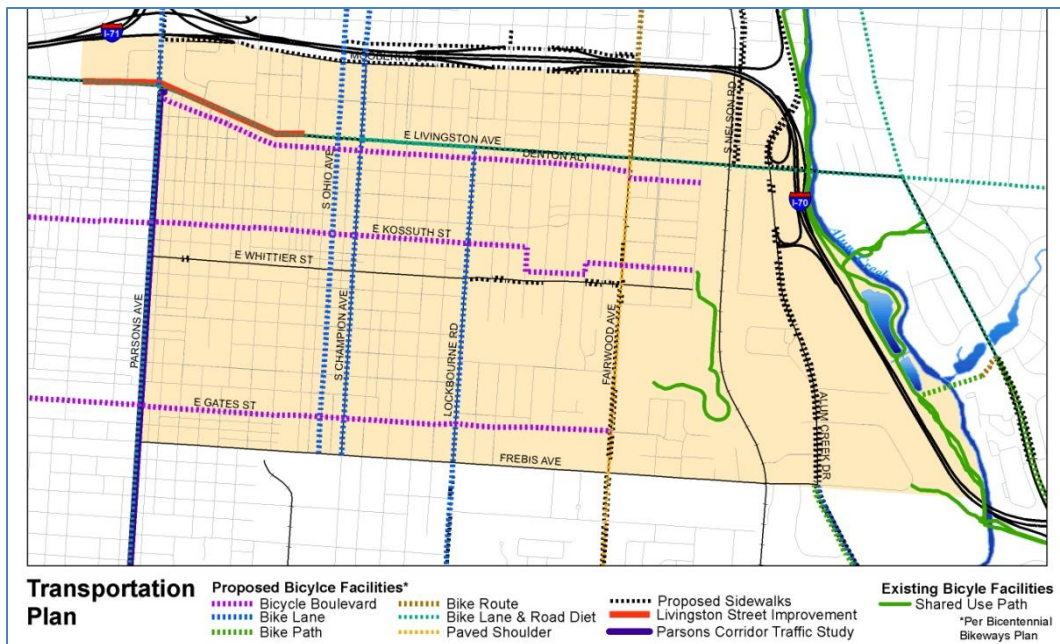 I-71
E LIVINGSTON AVE
DENTON ALY
S NELSON RD
S OHIO AVE
I-70
Alum Creek
E KOSSUTH ST
E WHITTIER ST
PARSONS AVE
S CHAMPION AVE
LOCKBOURNE RD
FAIRWOOD AVE
ALUM CREEK DR
E GATES ST
FREBIS AVE
Transportation
Plan
Proposed Bicylce Facilities*
Bicycle Boulevard
Bike Lane
Bike Path
Bike Route
Bike Lane & Road Diet
Paved Shoulder
Proposed Sidewalks
Livingston Street Improvement
Parsons Corridor Traffic Study
Existing Bicyle Facilities
Shared Use Path
*Per Bicentennial
Bikeways Plan